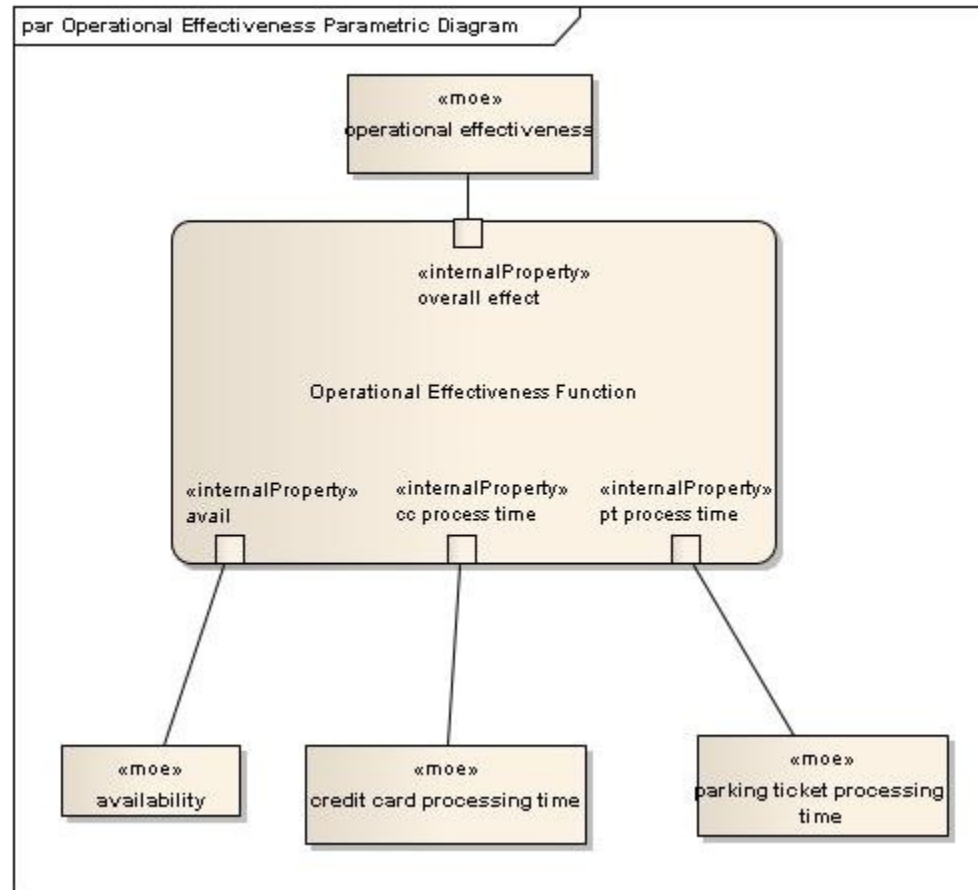 par Operational Effectiveness Parametric Diagram
«moe»
operational effectiveness
«internalProperty»
overall effect
Operational Effectiveness Function
«internalProperty»
avail
«internalProperty»
cc process time
«internalProperty»
pt process time
«moe»
availability
«moe»
credit card processing time
«moe»
parking ticket processing
time